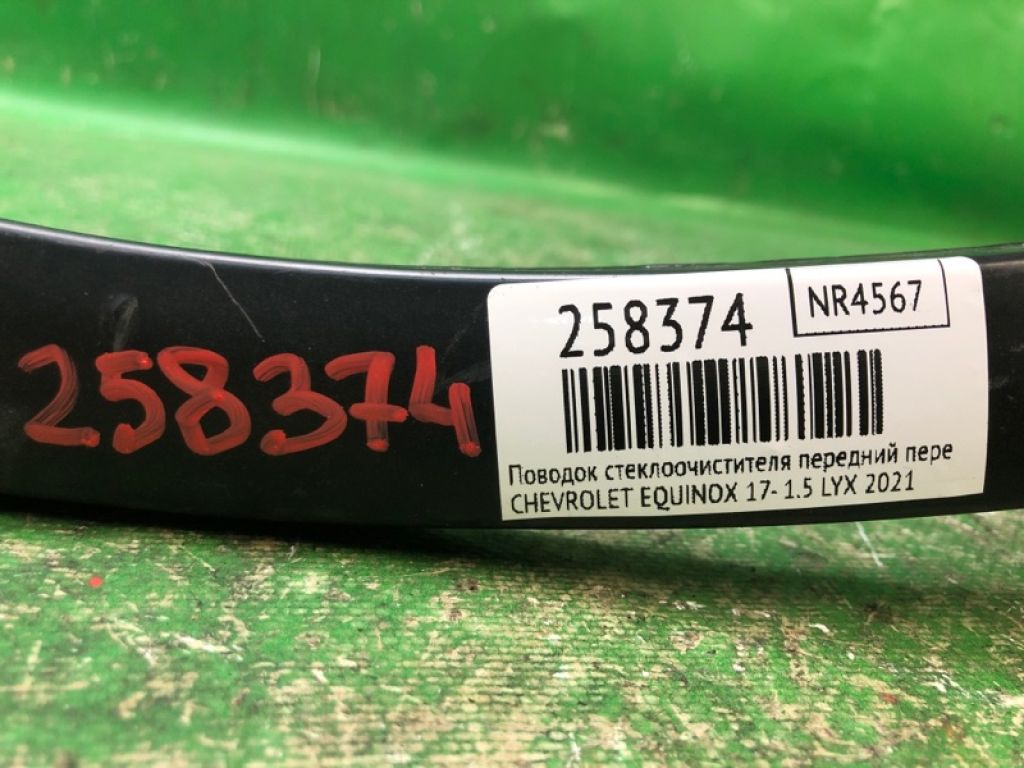 258374
258374
NR4567
Поводок стеклоочистителя передний пере
CHEVROLET EQUINOX 17- 1.5 LYX 2021